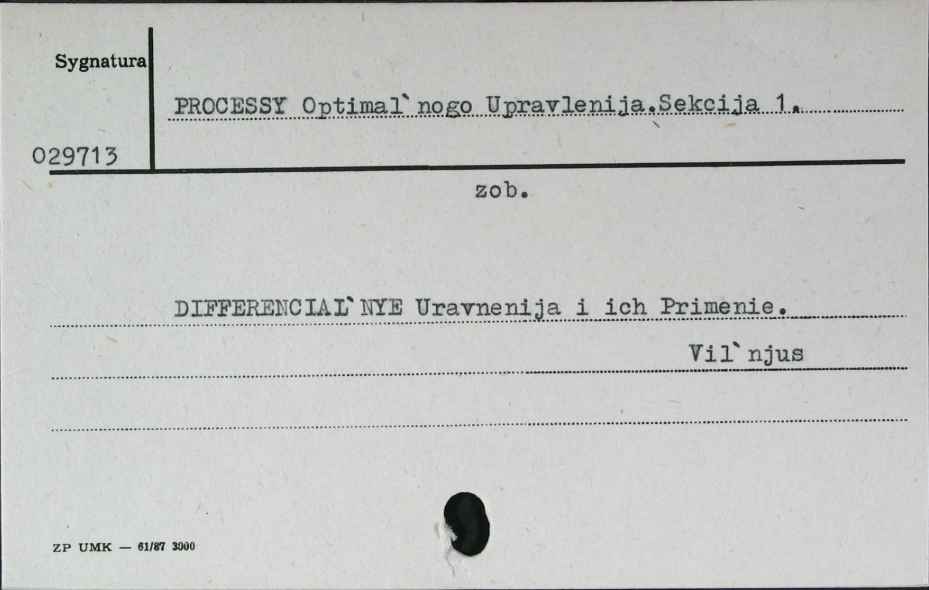 Sygnatura
PROCESSY Optimal`nogo Upravlenija.Sekcija 1.
029713
zob.
DIFFERENCIAL`NYE Uravnenija i ich Primenie.
Vil`njus
ZP UMK — 61/87 3000